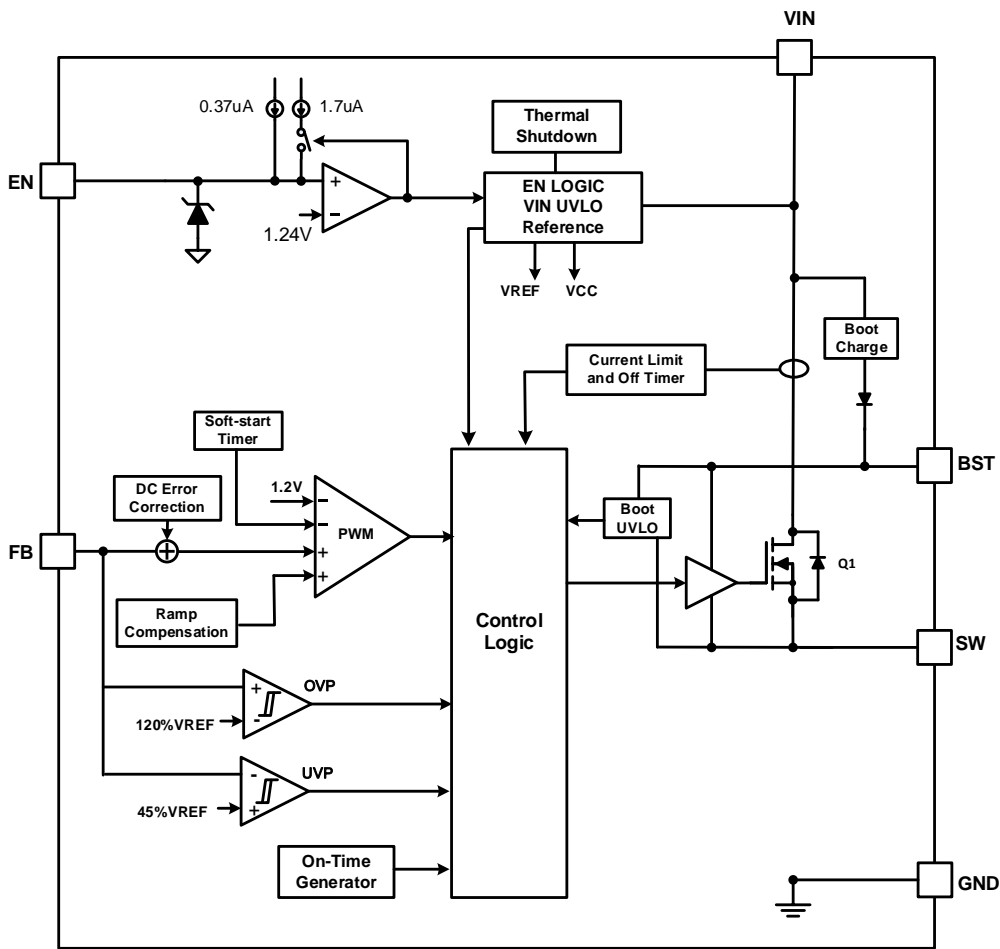 VIN
0.37uA
1.7uA
Thermal
Shutdown
EN
+
−
1.24V
EN LOGIC
VIN UVLO
Reference
VREF
VCC
Boot
Charge
Current Limit
and Off Timer
Soft-start
Timer
BST
DC Error
Correction
1.2V
−
−
+
+
PWM
Boot
UVLO
FB
Q1
Ramp
Compensation
Control
Logic
SW
OVP
+
-
120%VREF
UVP
-
+
45%VREF
On-Time
Generator
GND